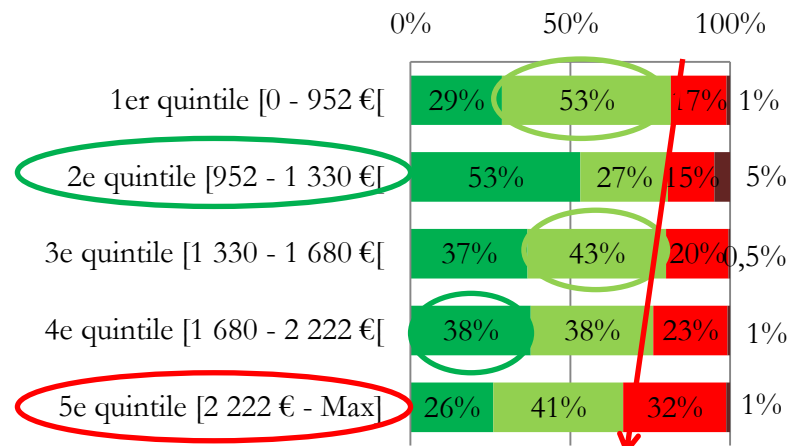 0% 50% 100%
1er quintile [0 - 952 €[ 29% 53% 17% 1%
2e quintile [952 - 1 330 €[ 53% 27% 15% 5%
3e quintile [1 330 - 1 680 €[ 37% 43% 20% 0,5%
4e quintile [1 680 - 2 222 €[ 38% 38% 23% 1%
5e quintile [2 222 € - Max] 26% 41% 32% 1%